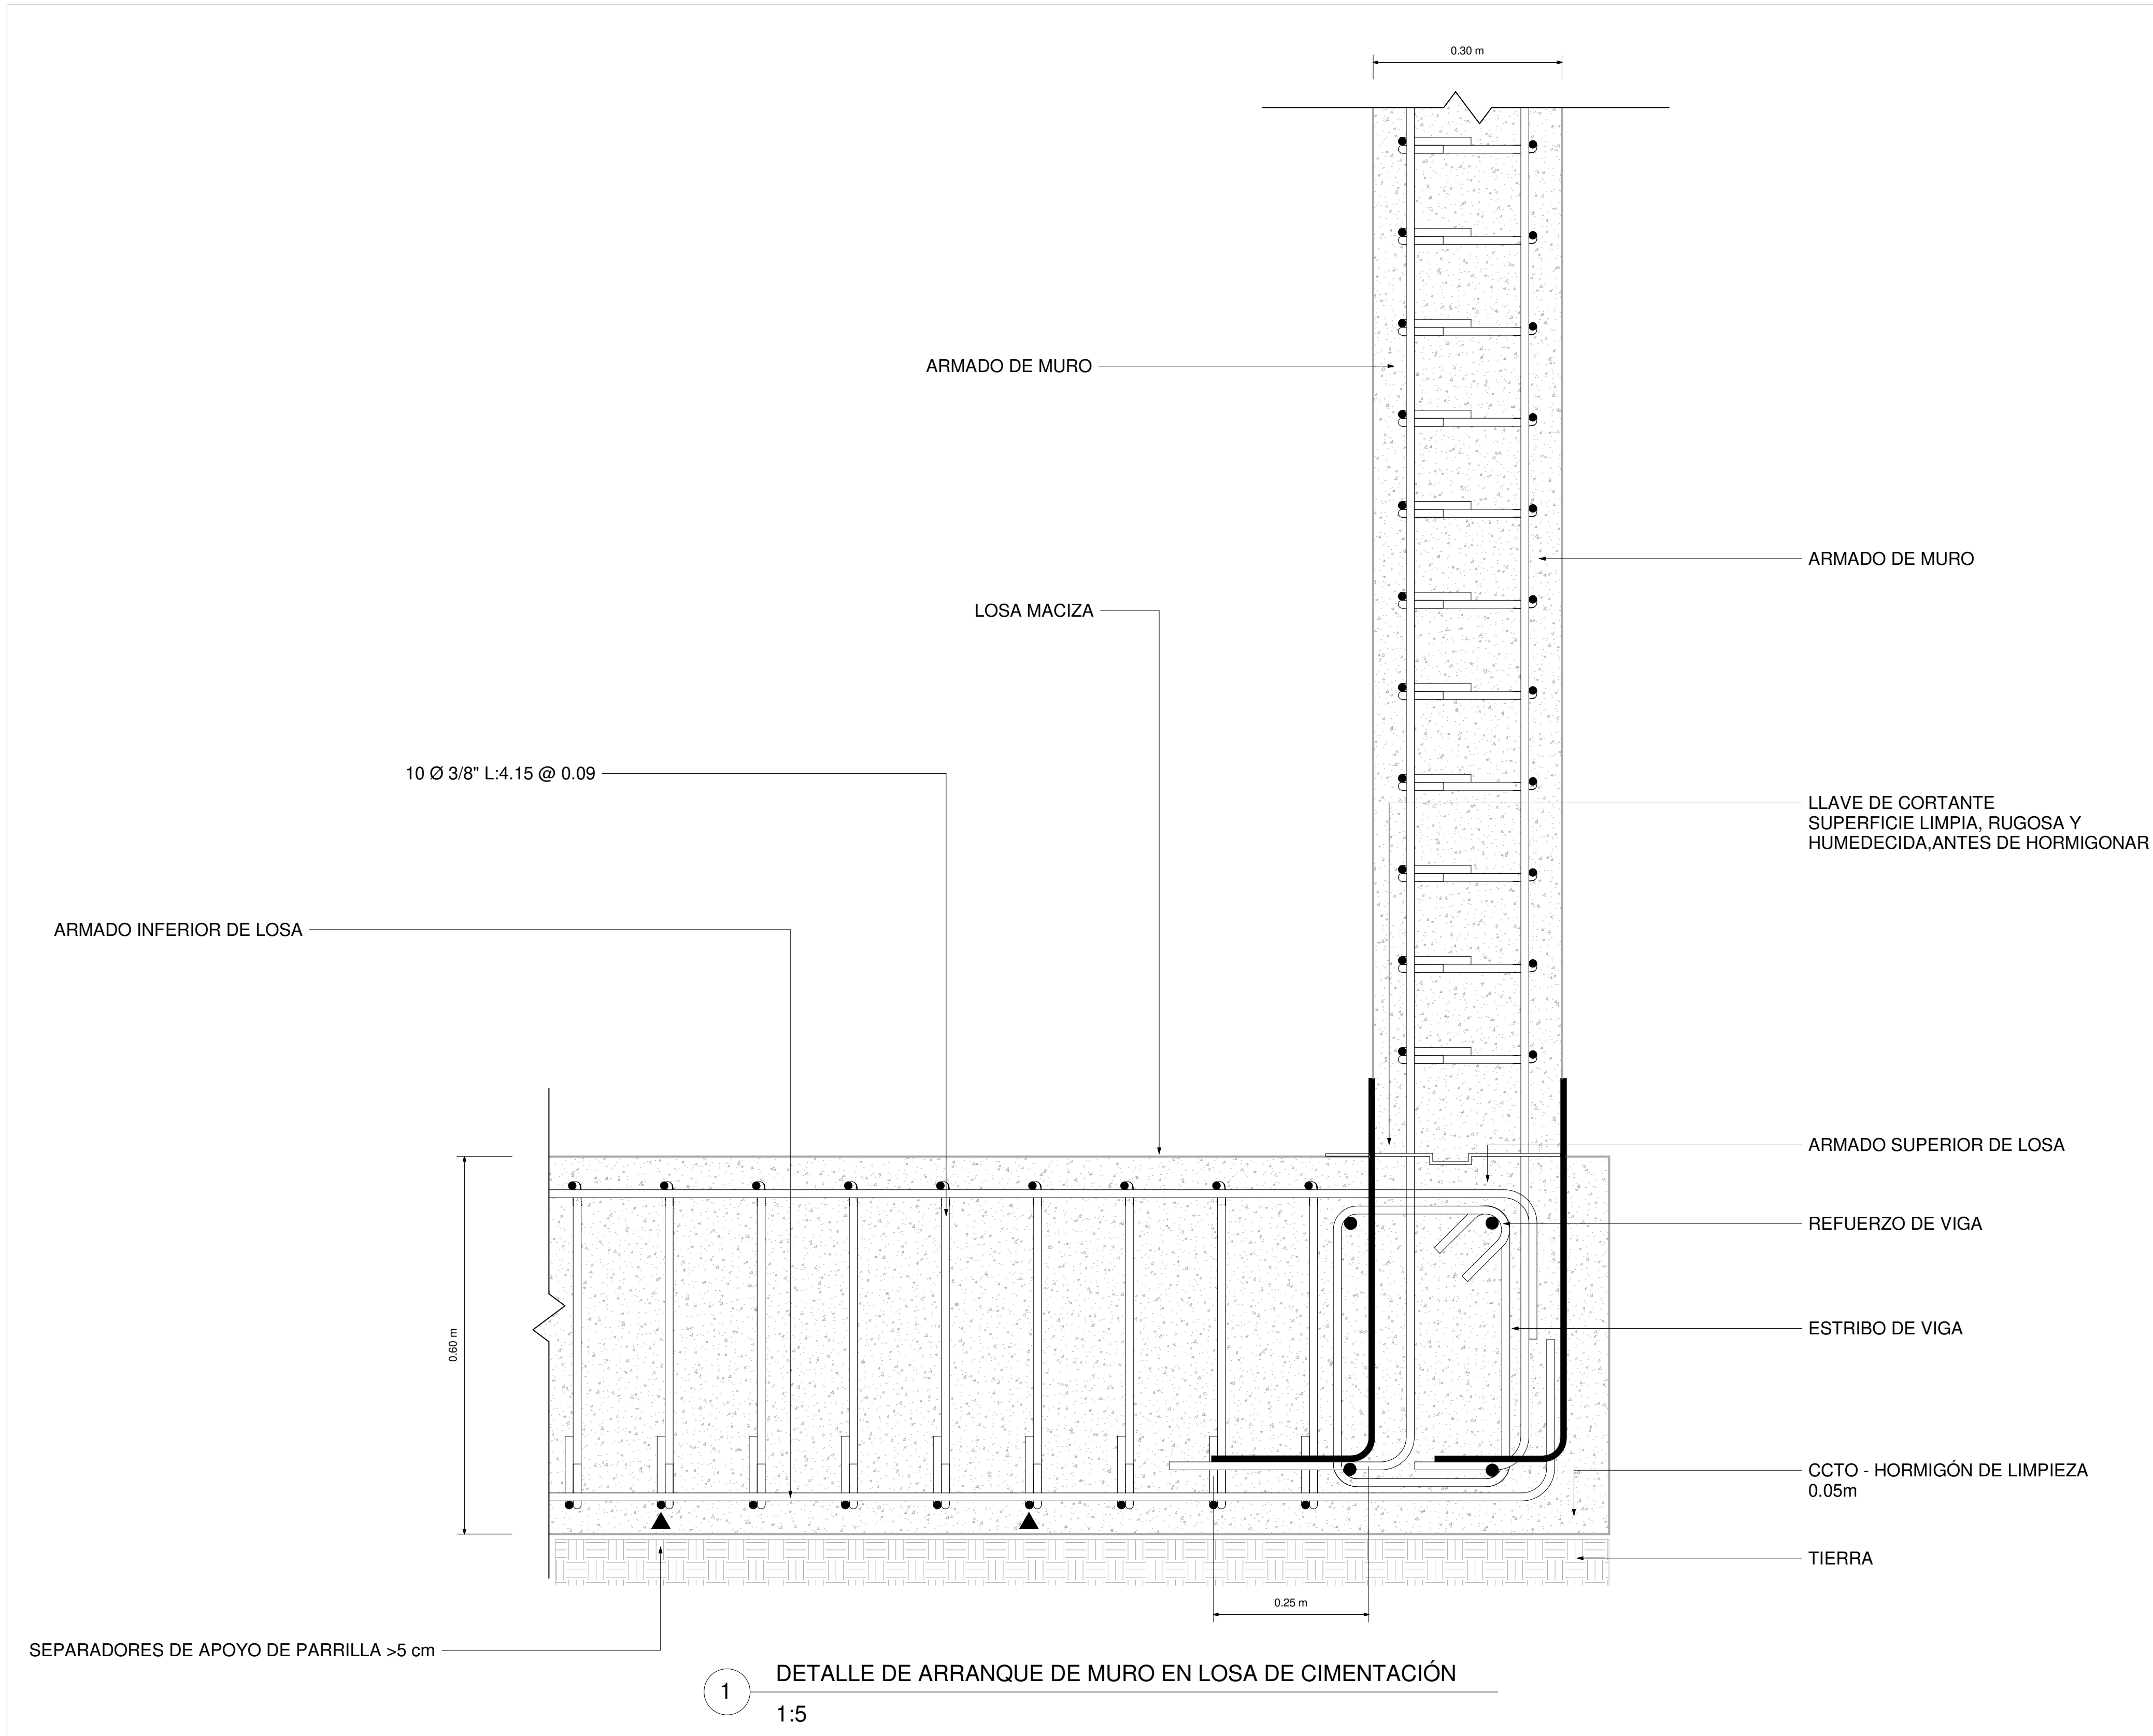 0.30 m
ARMADO DE MURO
ARMADO DE MURO
LOSA MACIZA
10 Ø 3/8" L:4.15 @ 0.09
LLAVE DE CORTANTE
SUPERFICIE LIMPIA, RUGOSA Y
HUMEDECIDA,ANTES DE HORMIGONAR
ARMADO INFERIOR DE LOSA
ARMADO SUPERIOR DE LOSA
REFUERZO DE VIGA
ESTRIBO DE VIGA
0.60 m
CCTO - HORMIGÓN DE LIMPIEZA
0.05m
TIERRA
0.25 m
SEPARADORES DE APOYO DE PARRILLA >5 cm
1
DETALLE DE ARRANQUE DE MURO EN LOSA DE CIMENTACIÓN
1:5